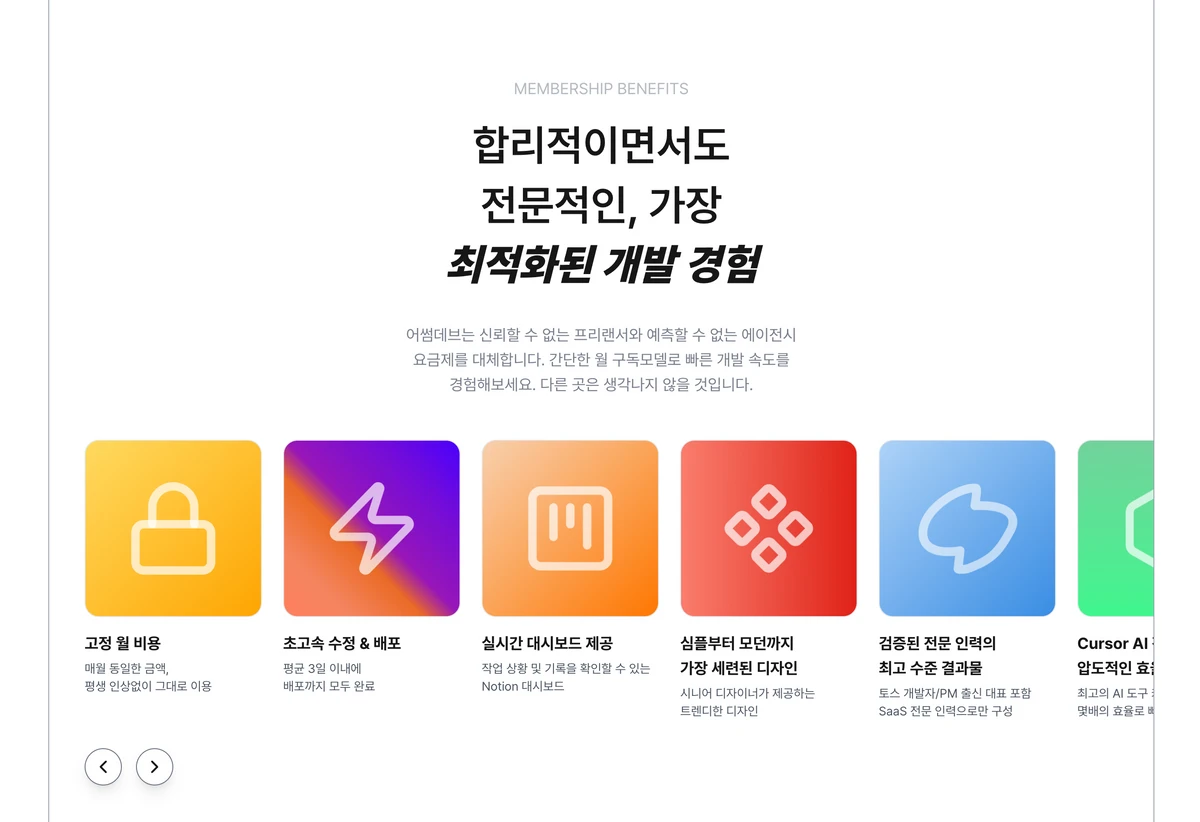 MEMBERSHIP BENEFITS
합리적이면서도
전문적인, 가장
최적화된 개발 경험
어썸데브는 신뢰할 수 없는 프리랜서와 예측할 수 없는 에이전시
요금제를 대체합니다. 간단한 월 구독모델로 빠른 개발 속도를
경험해보세요. 다른 곳은 생각나지 않을 것입니다.
고정 월 비용
매월 동일한 금액,
평생 인상없이 그대로 이용
초고속 수정 & 배포
평균 3일 이내에
배포까지 모두 완료
실시간 대시보드 제공
작업 상황 및 기록을 확인할 수 있는
Notion 대시보드
심플부터 모던까지
가장 세련된 디자인
시니어 디자이너가 제공하는
트렌디한 디자인
검증된 전문 인력의
최고 수준 결과물
토스 개발자/PM 출신 대표 포함
SaaS 전문 인력으로만 구성
Cursor AI
압도적인
최고의 AI 도구
몇배의 효율로